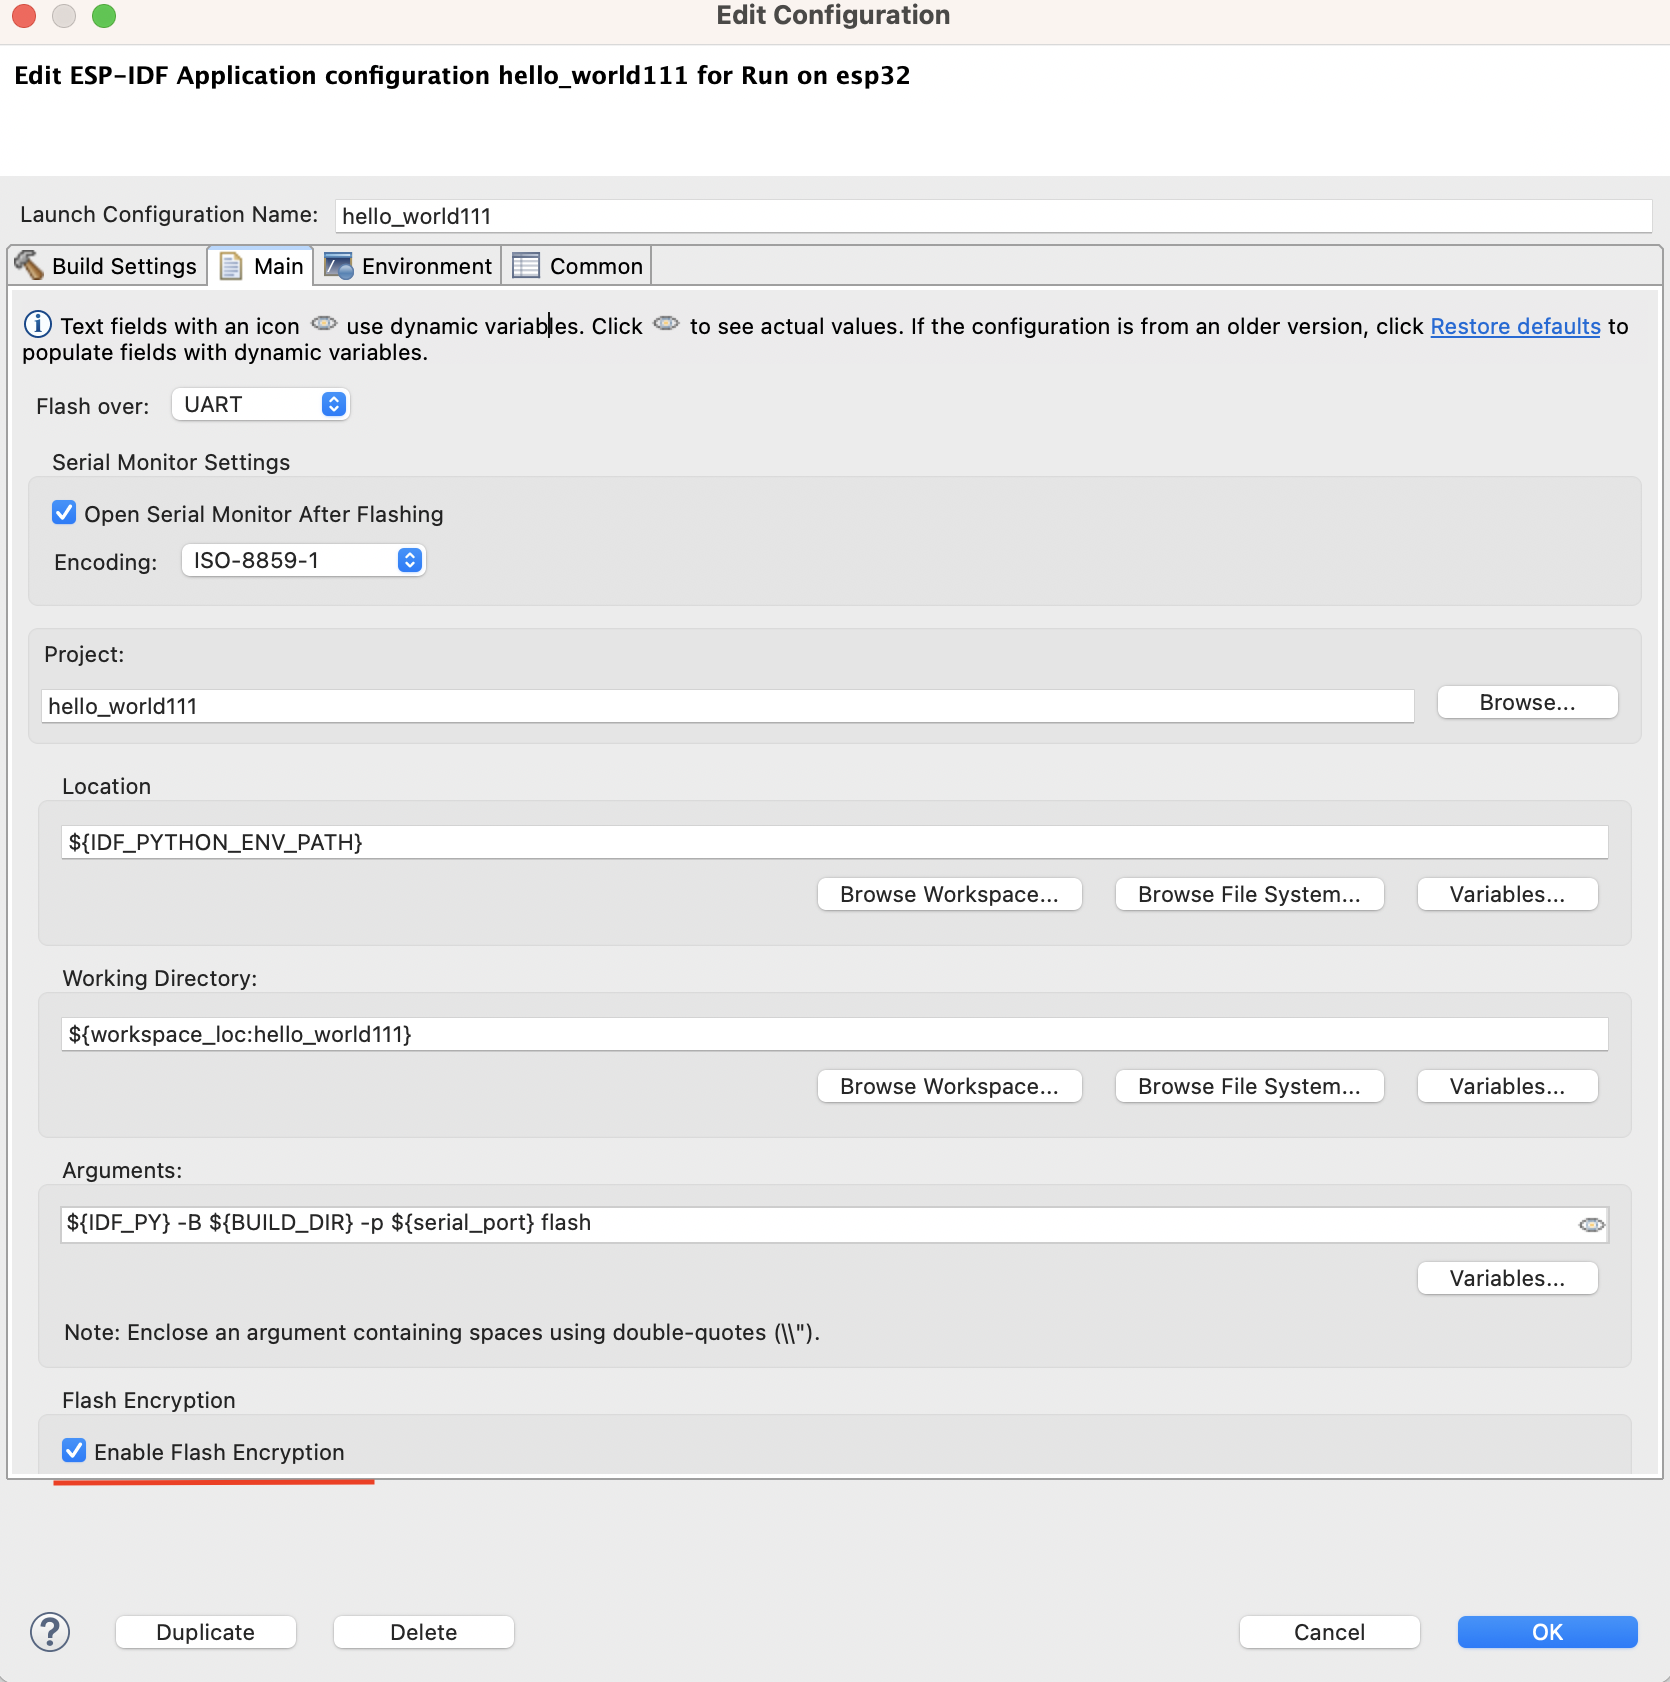 Edit Configuration
Edit ESP-IDF Application configuration hello_world111 for Run on esp32
Launch Configuration Name: hello_world111
Build Settings Main Environment Common
Text fields with an icon use dynamic variables. Click to see actual values. If the configuration is from an older version, click Restore defaults to
populate fields with dynamic variables.
Flash over: UART
Serial Monitor Settings
Open Serial Monitor After Flashing
Encoding: ISO-8859-1
Project:
hello_world111 Browse...
Location
${IDF_PYTHON_ENV_PATH}
Browse Workspace... Browse File System... Variables...
Working Directory:
${workspace_loc:hello_world111}
Browse Workspace... Browse File System... Variables...
Arguments:
${IDF_PY} -B ${BUILD_DIR} -p ${serial_port} flash
Variables...
Note: Enclose an argument containing spaces using double-quotes (\\").
Flash Encryption
Enable Flash Encryption
? Duplicate Delete Cancel OK